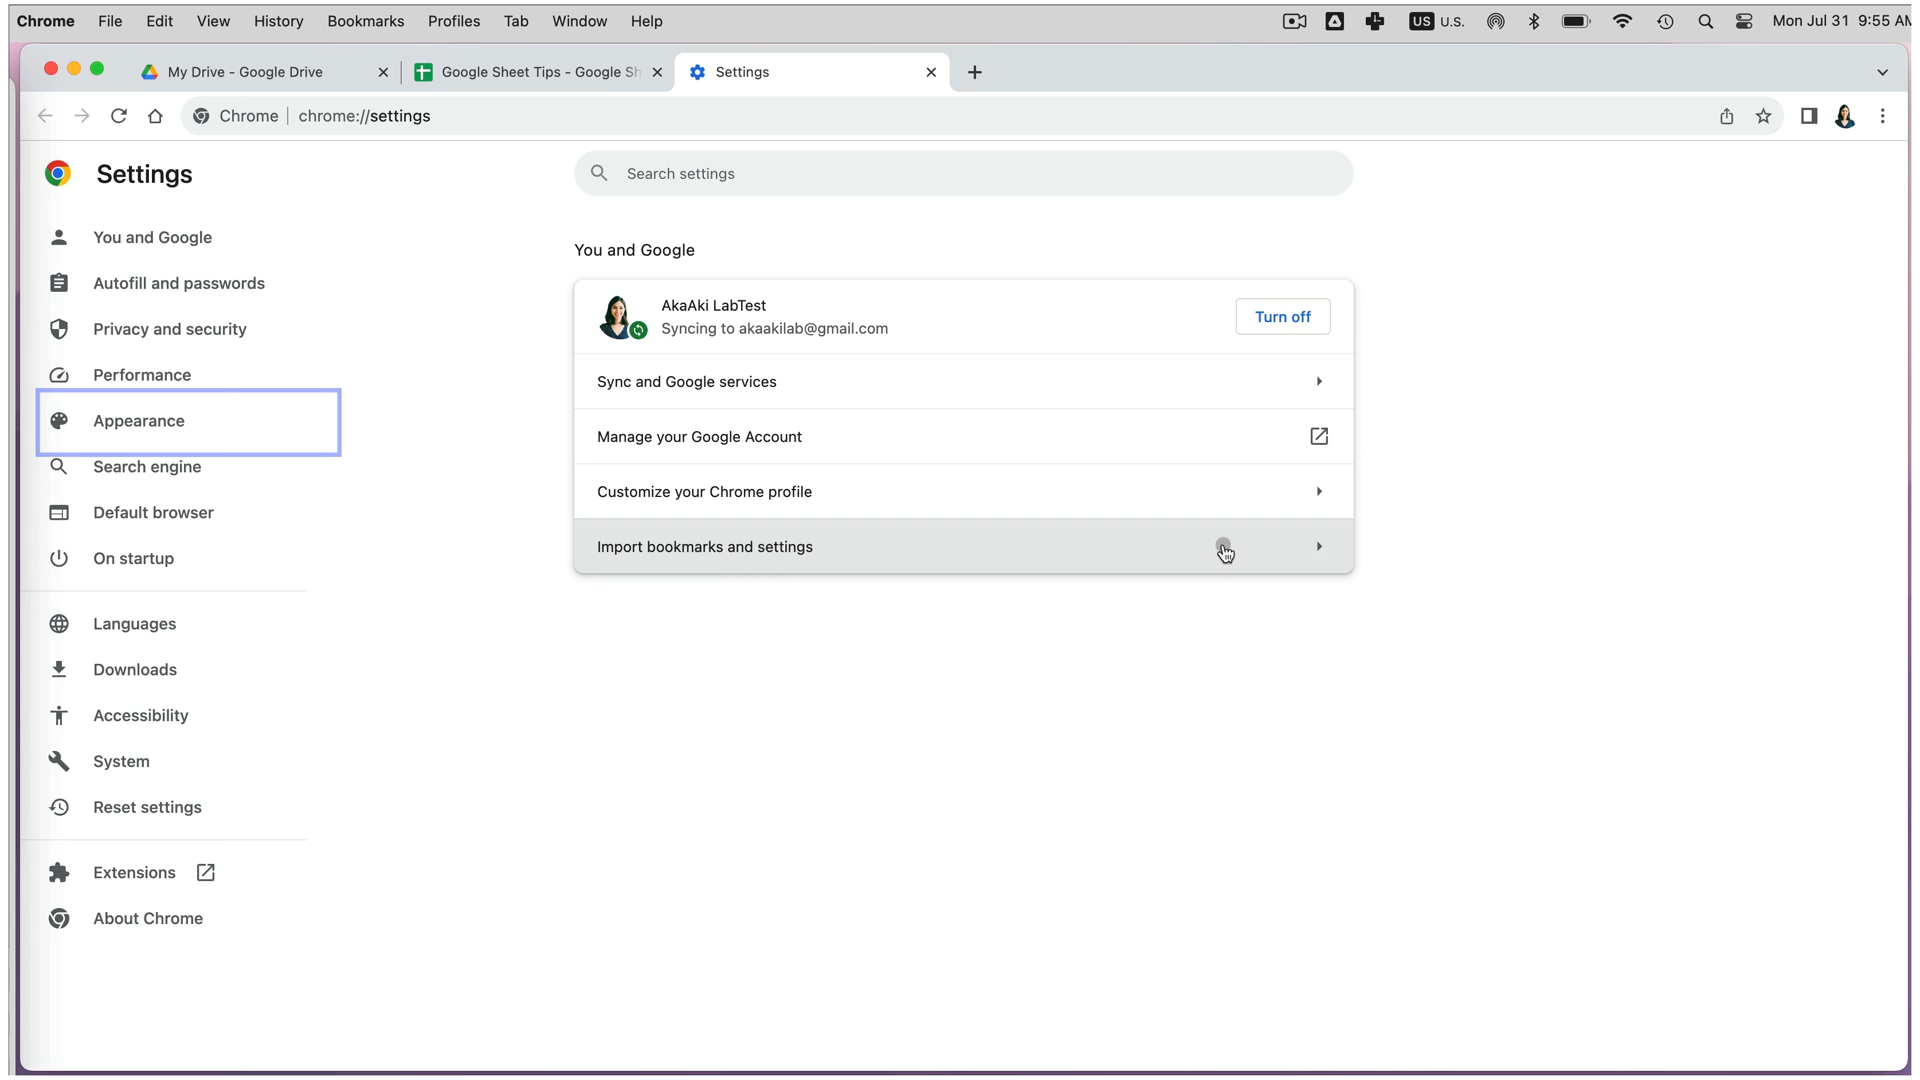 Chrome File Edit View History Bookmarks Profiles Tab Window Help US U.S. Mon Jul 31 9:55 AM
My Drive - Google Drive Google Sheet Tips - Google Sh Settings
Chrome chrome://settings
Settings
Search settings
You and Google
Autofill and passwords
Privacy and security
Performance
Appearance
Search engine
Default browser
On startup
Languages
Downloads
Accessibility
System
Reset settings
Extensions
About Chrome
You and Google
AkaAki LabTest
Syncing to akaakilab@gmail.com
Turn off
Sync and Google services
Manage your Google Account
Customize your Chrome profile
Import bookmarks and settings